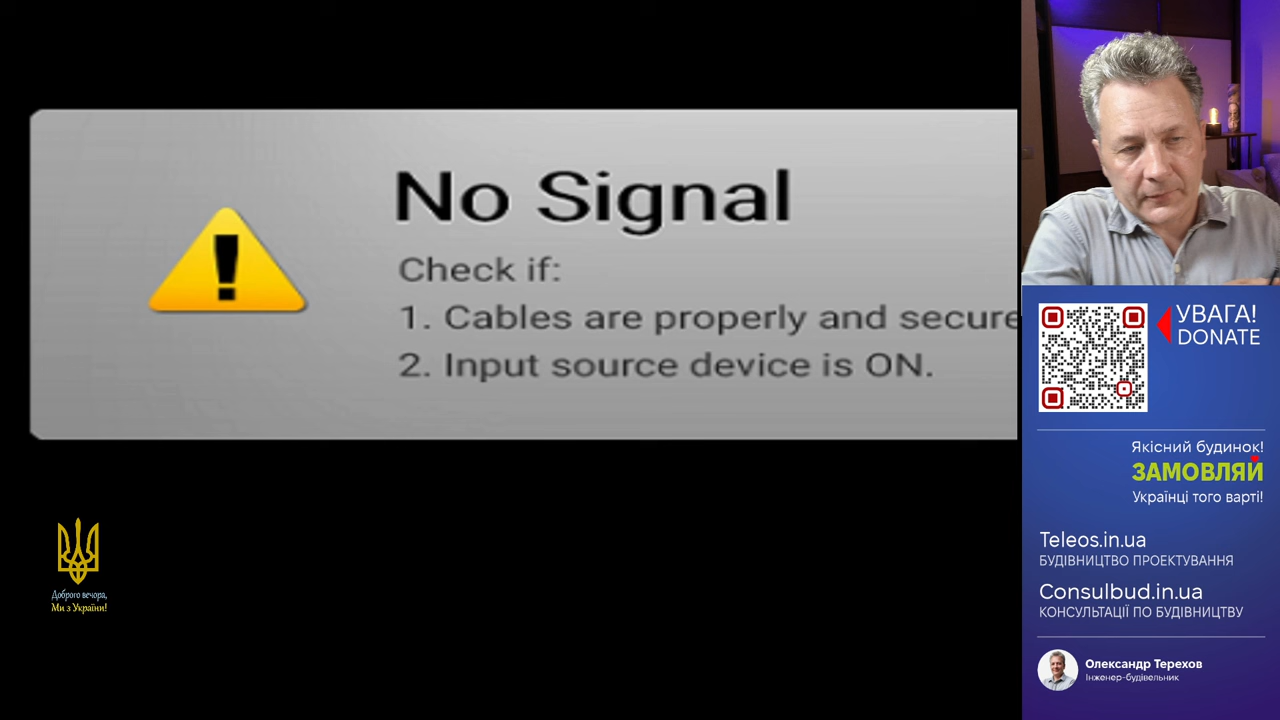 No Signal
Check if:
1. Cables are properly and secure
2. Input source device is ON.
Доброго вечора,
Ми з України!
УВАГА!
DONATE
Якісний будинок!
ЗАМОВЛЯЙ
Українці того варті!
Teleos.in.ua
БУДІВНИЦТВО ПРОЕКТУВАННЯ
Consulbud.in.ua
КОНСУЛЬТАЦІЇ ПО БУДІВНИЦТВУ
Олександр Терехов
Інженер-будівельник